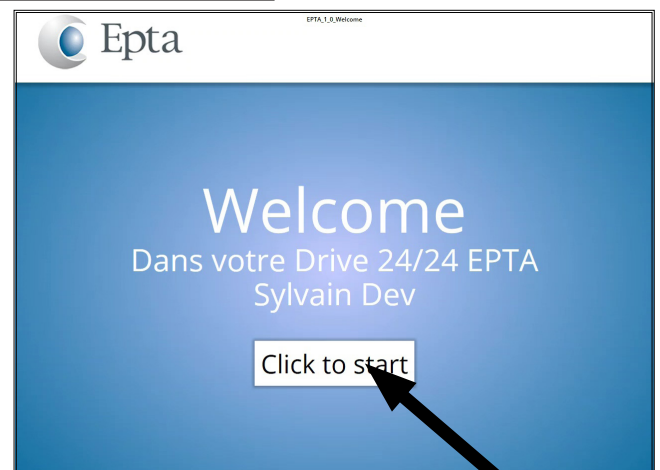 EPTA_1_0_Welcome
Epta
Welcome
Dans votre Drive 24/24 EPTA
Sylvain Dev
Click to start